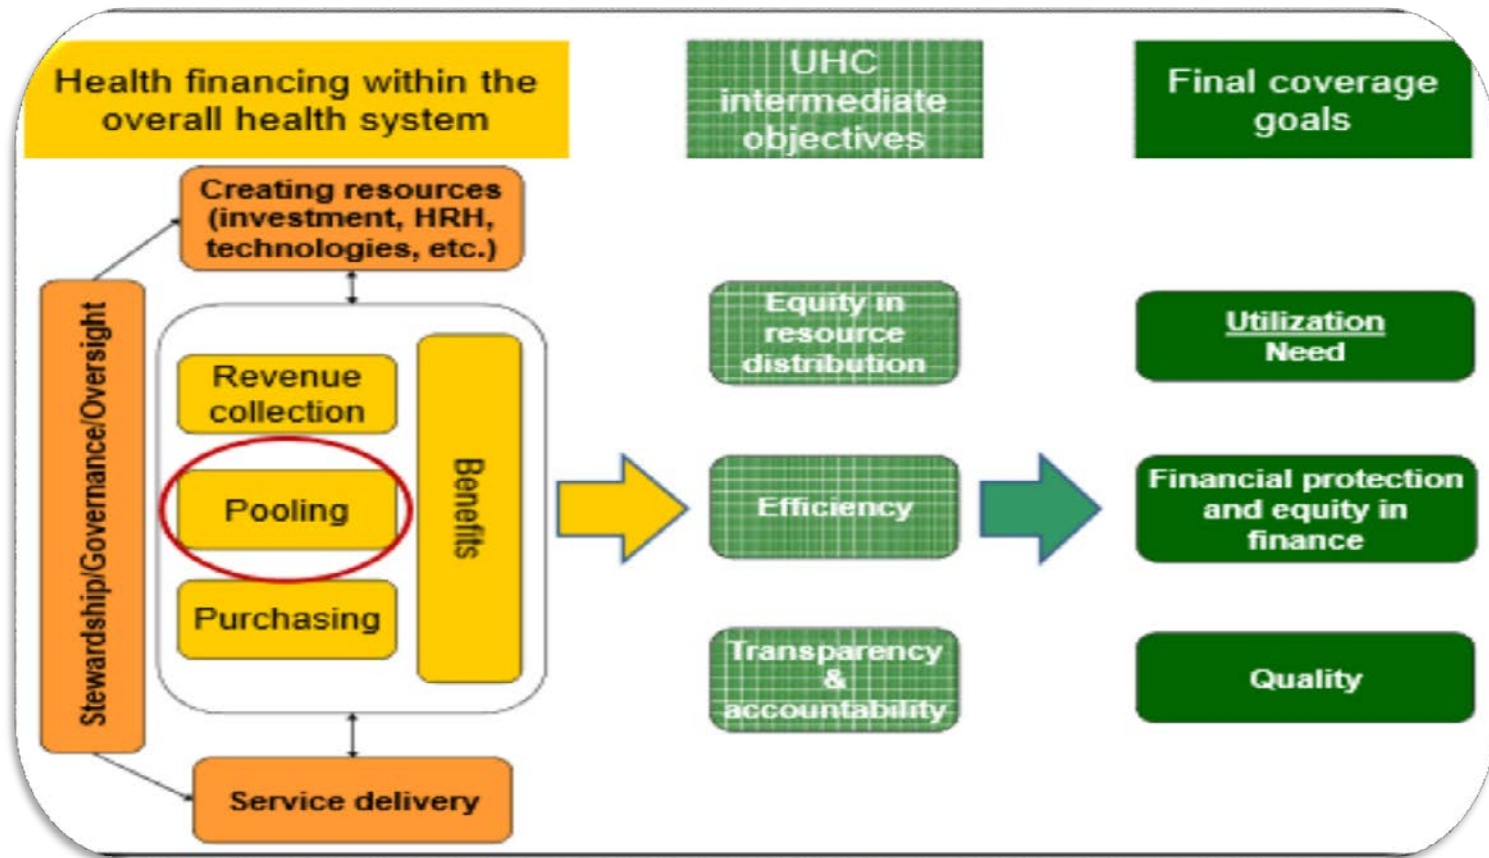 Health financing within the
overall health system
UHC
intermediate
objectives
Final coverage
goals
Creating resources
(investment, HRH,
technologies, etc.)
Stewardship/Governance/Oversight
Revenue
collection
Pooling
Purchasing
Benefits
Service delivery
Equity in
resource
distribution
Efficiency
Transparency
&
accountability
Utilization
Need
Financial protection
and equity in
finance
Quality